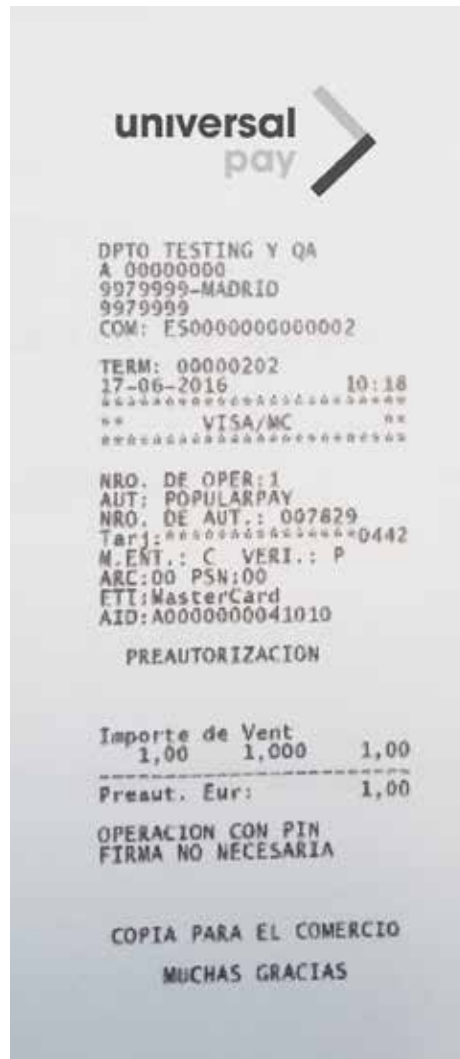 universal
pay
DPTO TESTING Y QA
A 00000000
9979999-MADRID
9979999
COM: ES0000000000002
TERM: 00000202
17-06-2016 10:18
**************************
** VISA/MC **
**************************
NRO. DE OPER:1
AUT: POPULARPAY
NRO. DE AUT.: 007829
Tarj:****************0442
M.ENT.: C VERI.: P
ARC:00 PSN:00
ETI:MasterCard
AID:A0000000041010
PREAUTORIZACION
Importe de Vent
1,00 1,000 1,00
--------------------------
Preaut. Eur: 1,00
OPERACION CON PIN
FIRMA NO NECESARIA
COPIA PARA EL COMERCIO
MUCHAS GRACIAS